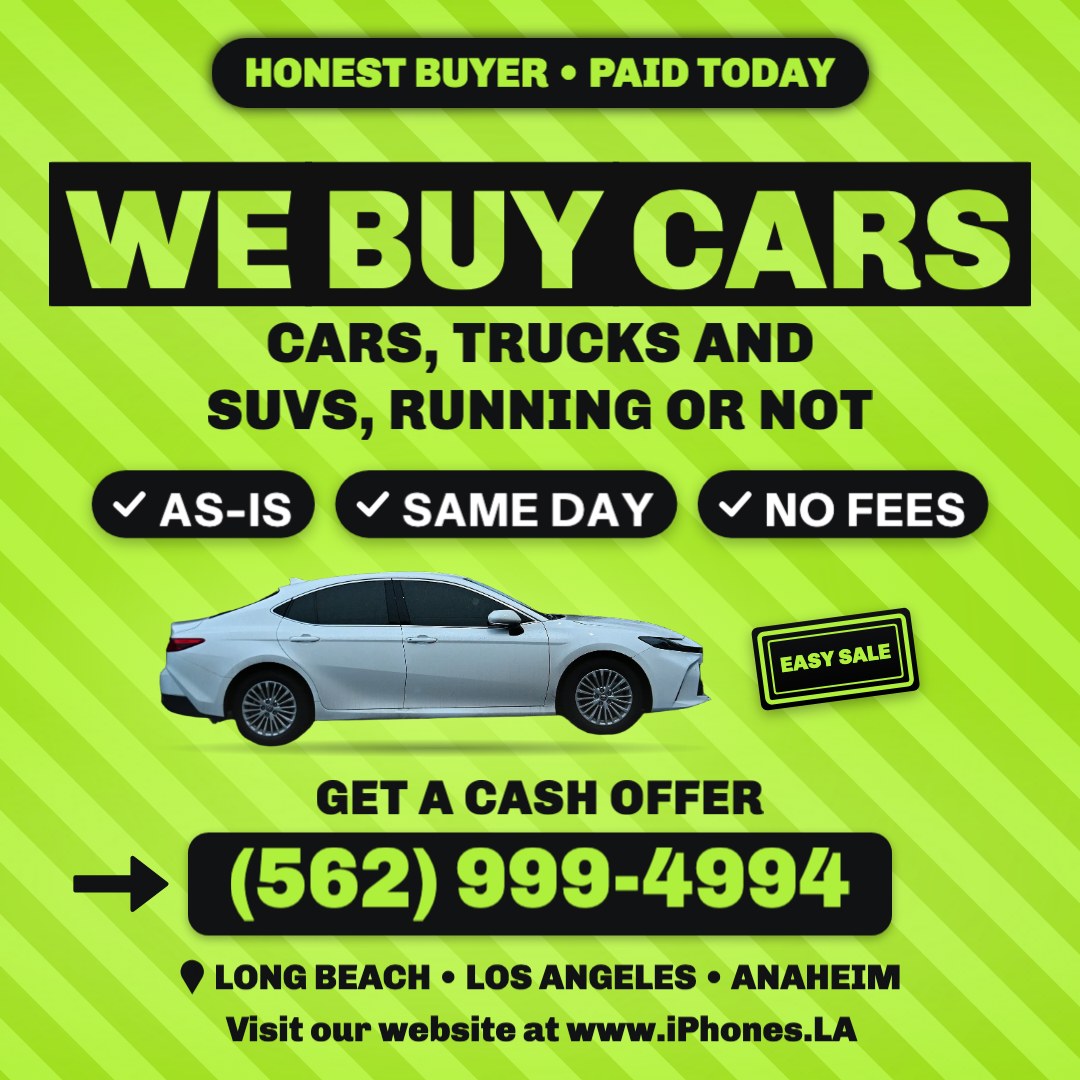 HONEST BUYER • PAID TODAY
WE BUY CARS
CARS, TRUCKS AND
SUVS, RUNNING OR NOT
✓ AS-IS ✓ SAME DAY ✓ NO FEES
EASY SALE
GET A CASH OFFER
(562) 999-4994
LONG BEACH • LOS ANGELES • ANAHEIM
Visit our website at www.iPhones.LA